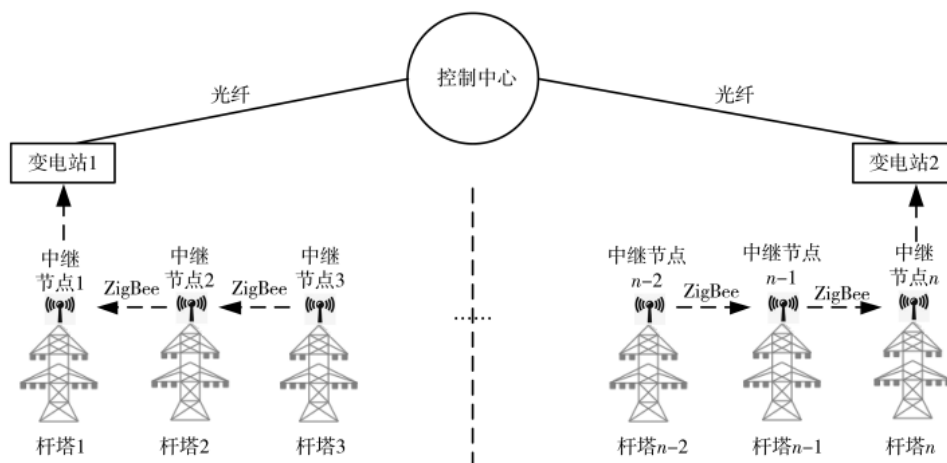 控制中心
光纤
光纤
变电站1
变电站2
中继
节点1
中继
节点2
中继
节点3
中继节点
n-2
中继节点
n-1
中继
节点n
ZigBee
ZigBee
ZigBee
ZigBee
……
杆塔1
杆塔2
杆塔3
杆塔n-2
杆塔n-1
杆塔n